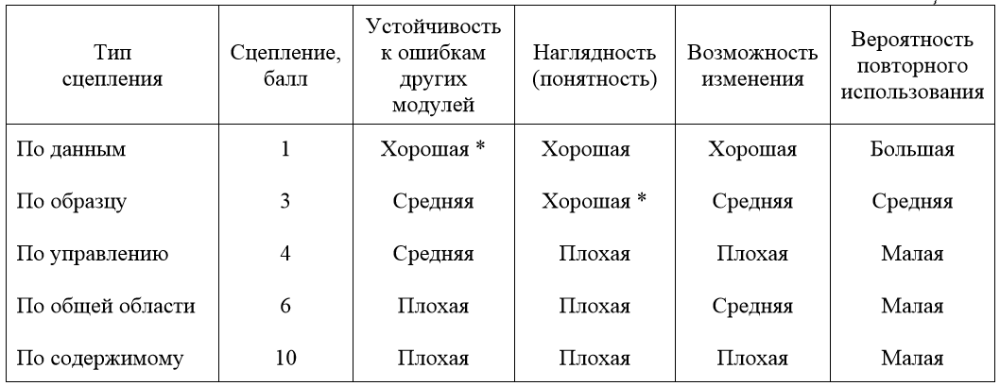 Тип сцепления | Сцепление, балл | Устойчивость к ошибкам других модулей | Наглядность (понятность) | Возможность изменения | Вероятность повторного использования
По данным | 1 | Хорошая * | Хорошая | Хорошая | Большая
По образцу | 3 | Средняя | Хорошая * | Средняя | Средняя
По управлению | 4 | Средняя | Плохая | Плохая | Малая
По общей области | 6 | Плохая | Плохая | Средняя | Малая
По содержимому | 10 | Плохая | Плохая | Плохая | Малая